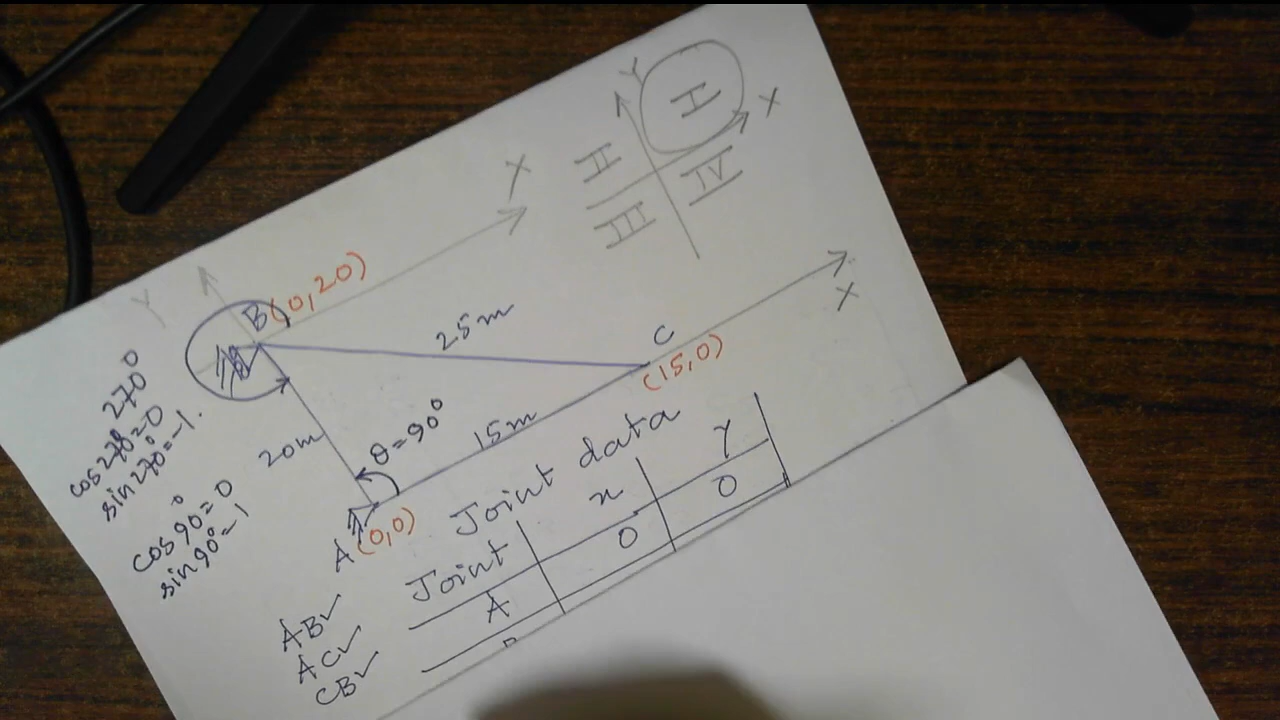 Y
X
II
I
III
IV
X
Y
B(0,20)
25m
C
X
(15,0)
270°
cos270°=0
sin270°=-1.
20m
θ=90°
15m
cos90°=0
sin90°=1
A(0,0)
Joint data
Joint x Y
A 0 0
AB✓
AC✓
CB✓